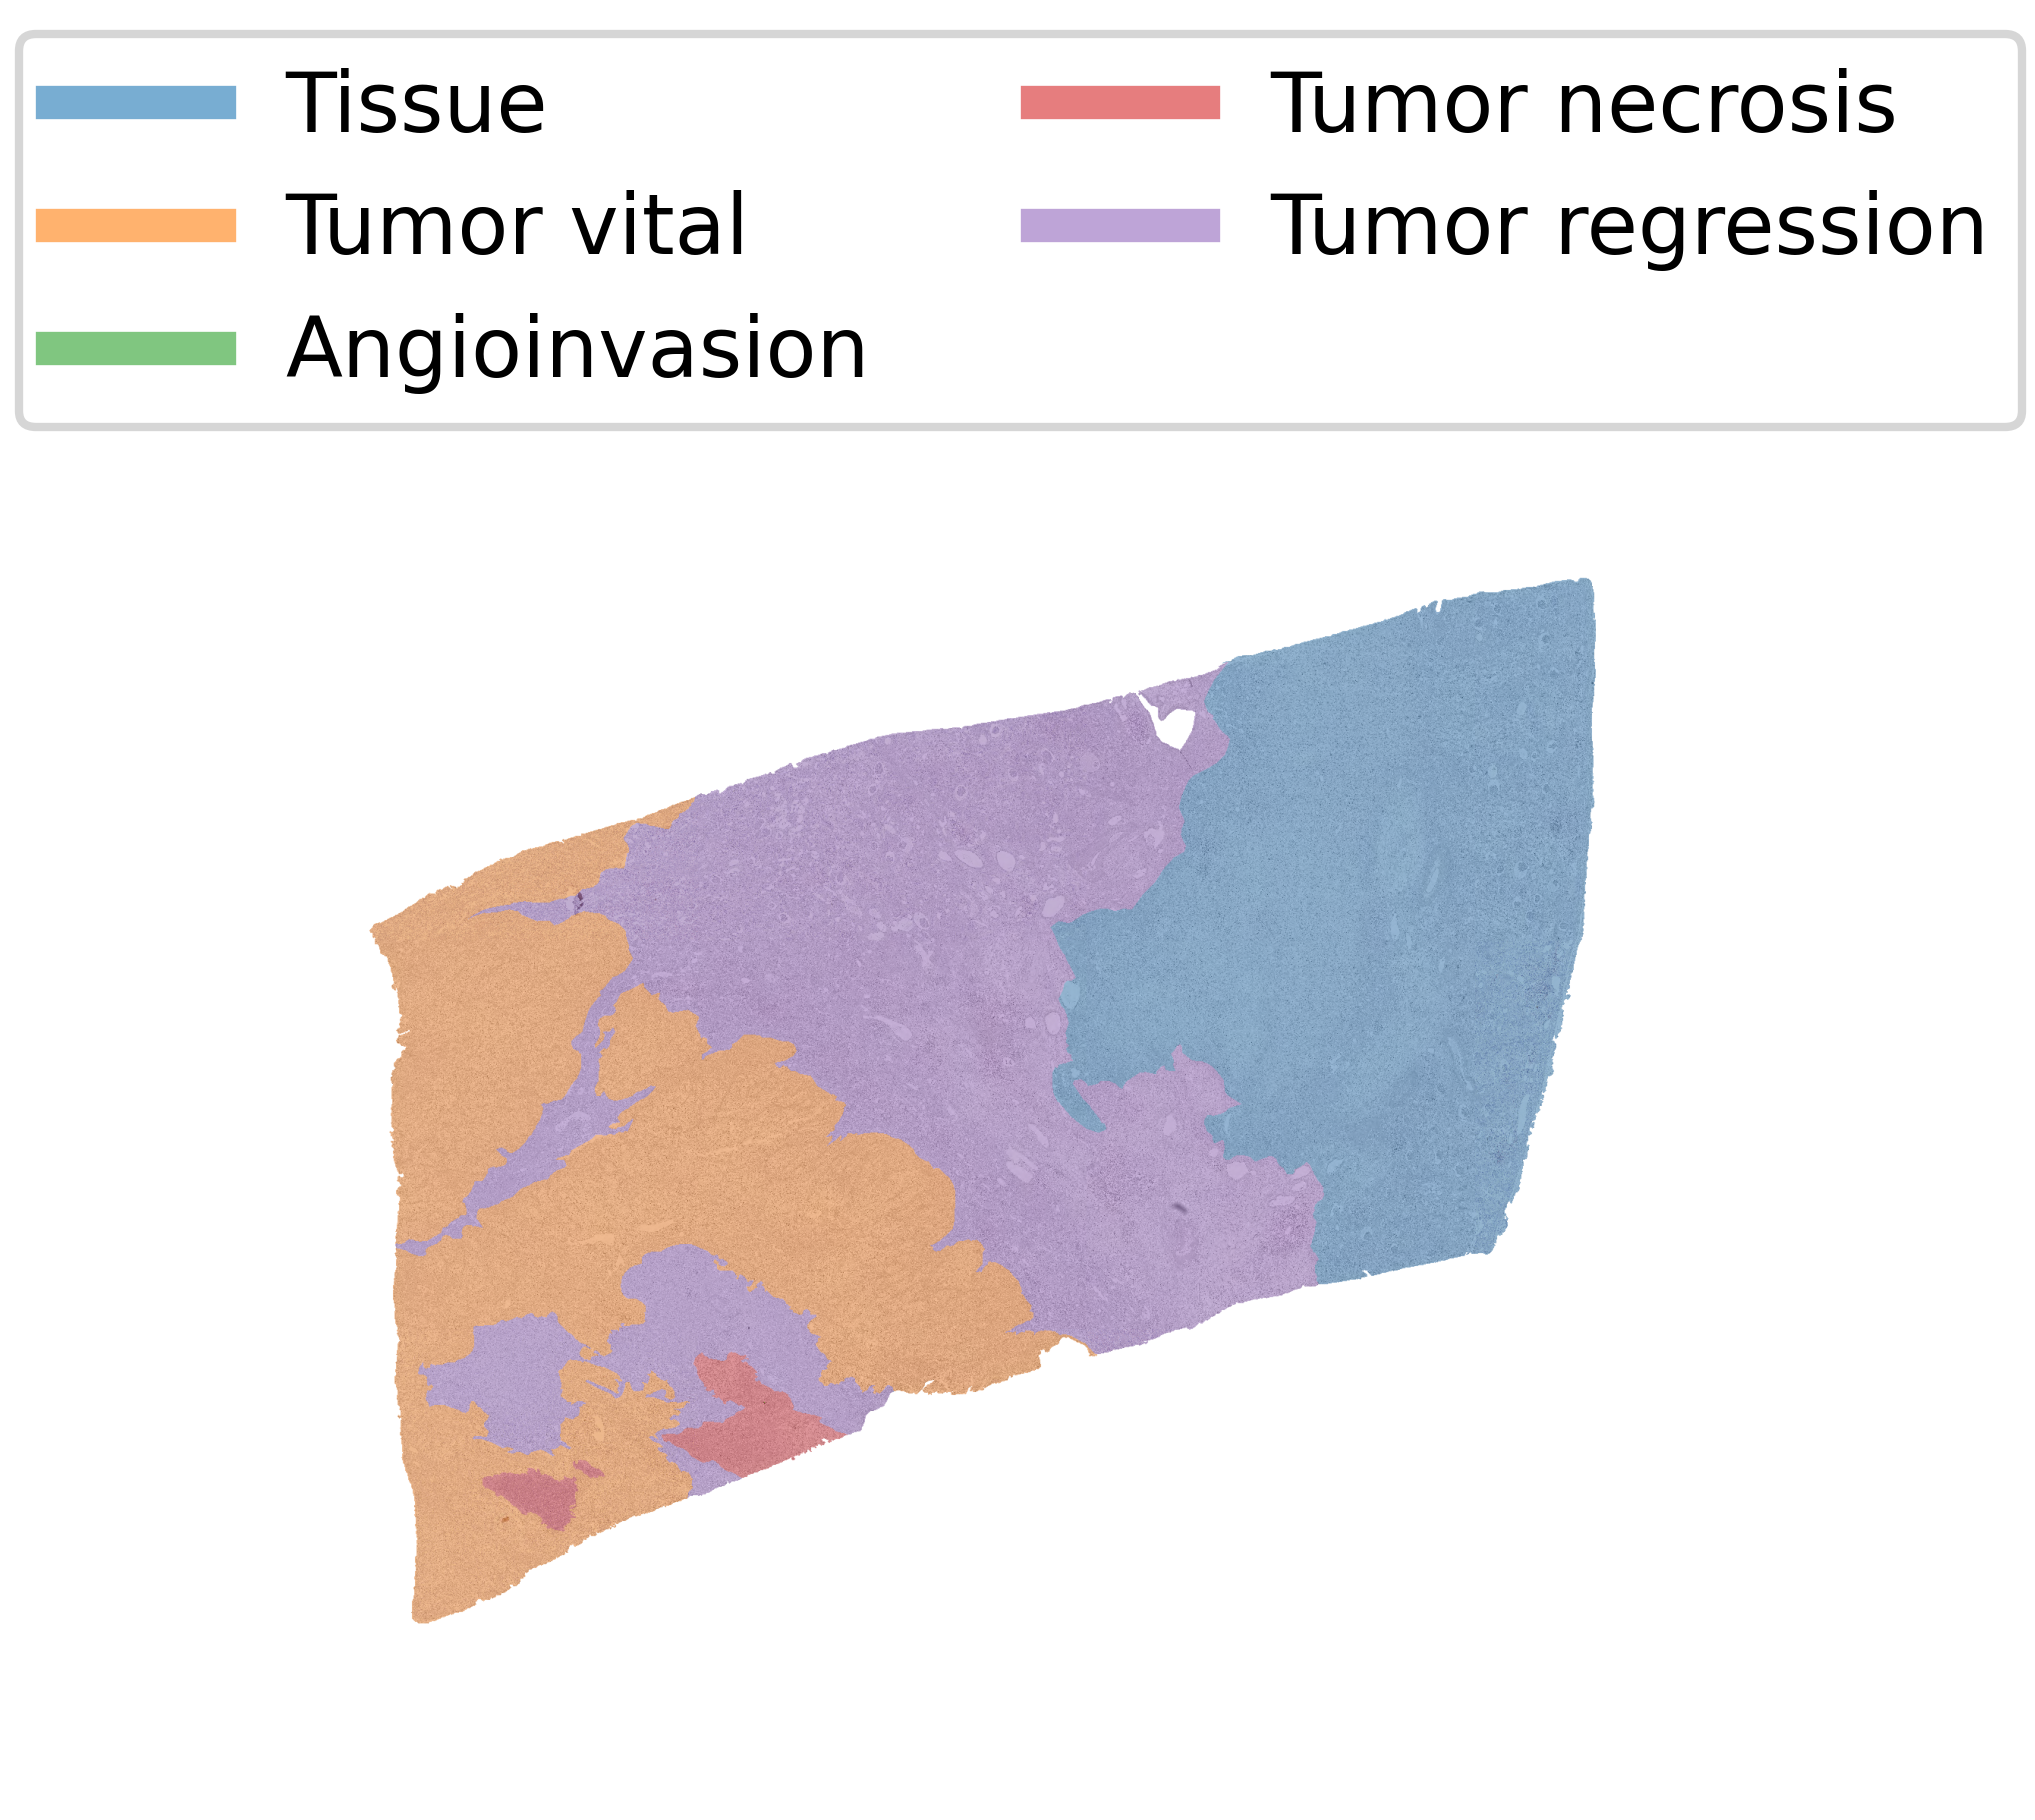 Tissue
Tumor vital
Angioinvasion
Tumor necrosis
Tumor regression